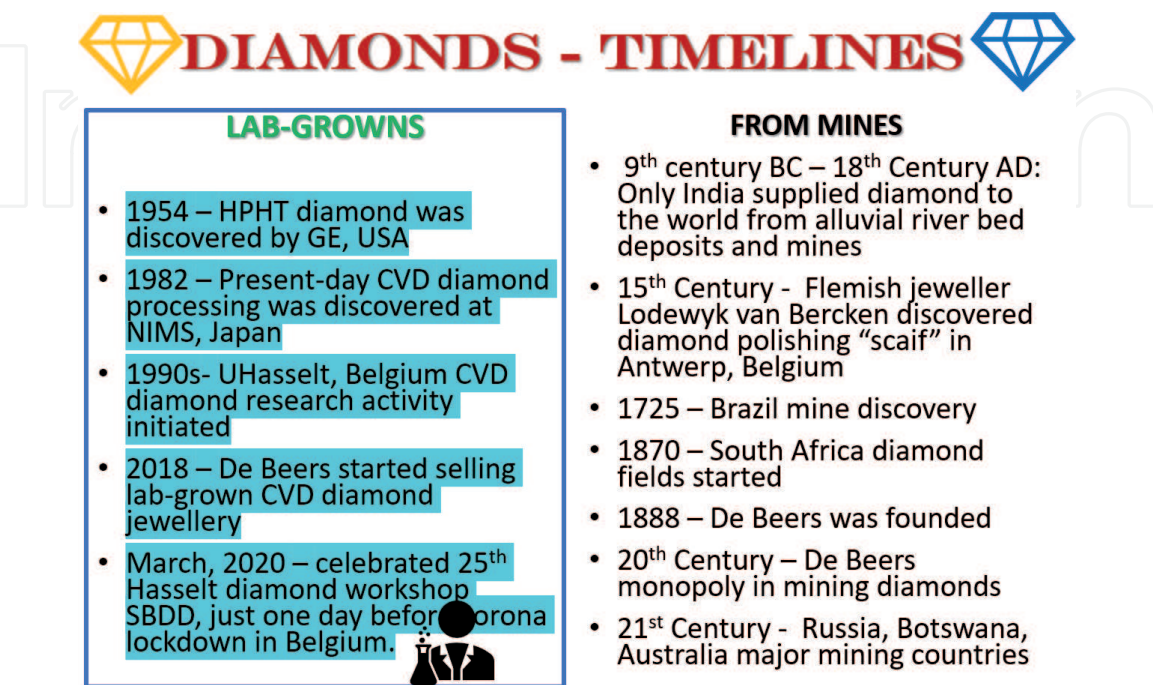 DIAMONDS - TIMELINES
LAB-GROWNS
• 1954 – HPHT diamond was
discovered by GE, USA
• 1982 – Present-day CVD diamond
processing was discovered at
NIMS, Japan
• 1990s- UHasselt, Belgium CVD
diamond research activity
initiated
• 2018 – De Beers started selling
lab-grown CVD diamond
jewellery
• March, 2020 – celebrated 25th
Hasselt diamond workshop
SBDD, just one day before corona
lockdown in Belgium.
FROM MINES
• 9th century BC – 18th Century AD:
Only India supplied diamond to
the world from alluvial river bed
deposits and mines
• 15th Century - Flemish jeweller
Lodewyk van Bercken discovered
diamond polishing “scaif” in
Antwerp, Belgium
• 1725 – Brazil mine discovery
• 1870 – South Africa diamond
fields started
• 1888 – De Beers was founded
• 20th Century – De Beers
monopoly in mining diamonds
• 21st Century - Russia, Botswana,
Australia major mining countries